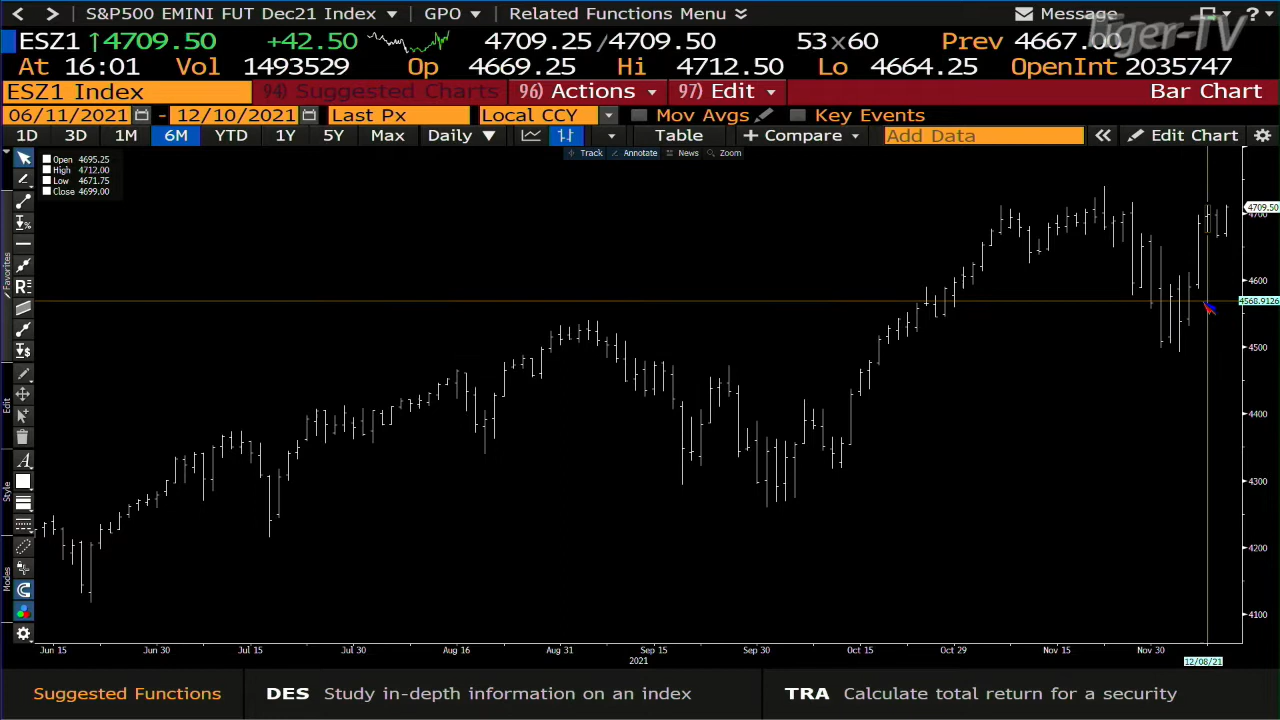 S&P500 EMINI FUT Dec21 Index GPO Related Functions Menu Message ?
ESZ1 ↑4709.50 +42.50 4709.25/4709.50 53x60 Prev 4667.00
At 16:01 Vol 1493529 Op 4669.25 Hi 4712.50 Lo 4664.25 OpenInt 2035747
ESZ1 Index 94) Suggested Charts 96) Actions 97) Edit Bar Chart
06/11/2021 - 12/10/2021 Last Px Local CCY Mov Avgs Key Events
1D 3D 1M 6M YTD 1Y 5Y Max Daily ▼ Table + Compare Add Data « Edit Chart
Track Annotate News Zoom
Open 4695.25
High 4712.00
Low 4671.75
Close 4699.00
4709.50
4700
4600
4568.9126
4500
4400
4300
4200
4100
Favorites
Edit
Style
Modes
Jun 15 Jun 30 Jul 15 Jul 30 Aug 16 Aug 31 Sep 15 Sep 30 Oct 15 Oct 29 Nov 15 Nov 30
2021 12/08/21
Suggested Functions DES Study in-depth information on an index TRA Calculate total return for a security